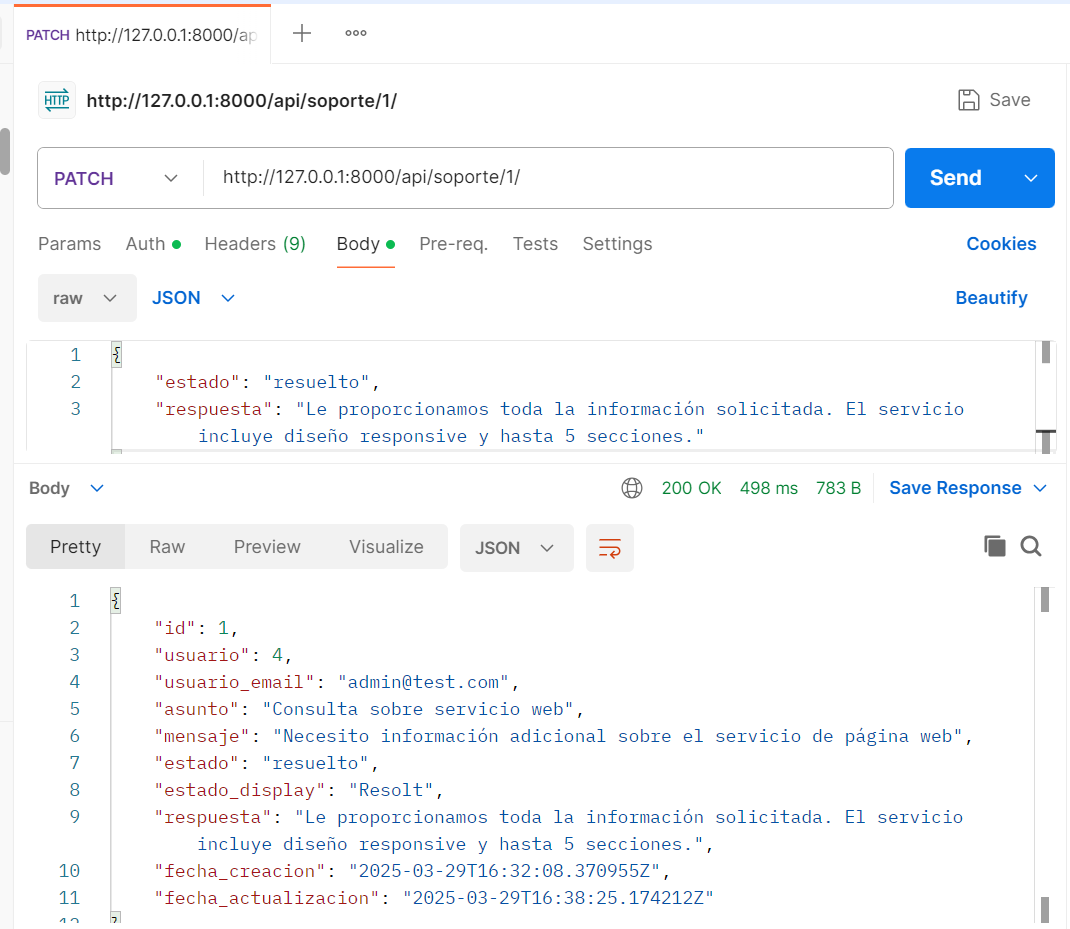 PATCH http://127.0.0.1:8000/ap
HTTP http://127.0.0.1:8000/api/soporte/1/ Save
PATCH http://127.0.0.1:8000/api/soporte/1/ Send
Params Auth Headers (9) Body Pre-req. Tests Settings Cookies
raw JSON Beautify
1 {
2 "estado": "resuelto",
3 "respuesta": "Le proporcionamos toda la información solicitada. El servicio
incluye diseño responsive y hasta 5 secciones."
Body 200 OK 498 ms 783 B Save Response
Pretty Raw Preview Visualize JSON
1 {
2 "id": 1,
3 "usuario": 4,
4 "usuario_email": "admin@test.com",
5 "asunto": "Consulta sobre servicio web",
6 "mensaje": "Necesito información adicional sobre el servicio de página web",
7 "estado": "resuelto",
8 "estado_display": "Resolt",
9 "respuesta": "Le proporcionamos toda la información solicitada. El servicio
incluye diseño responsive y hasta 5 secciones.",
10 "fecha_creacion": "2025-03-29T16:32:08.370955Z",
11 "fecha_actualizacion": "2025-03-29T16:38:25.174212Z"
12 }